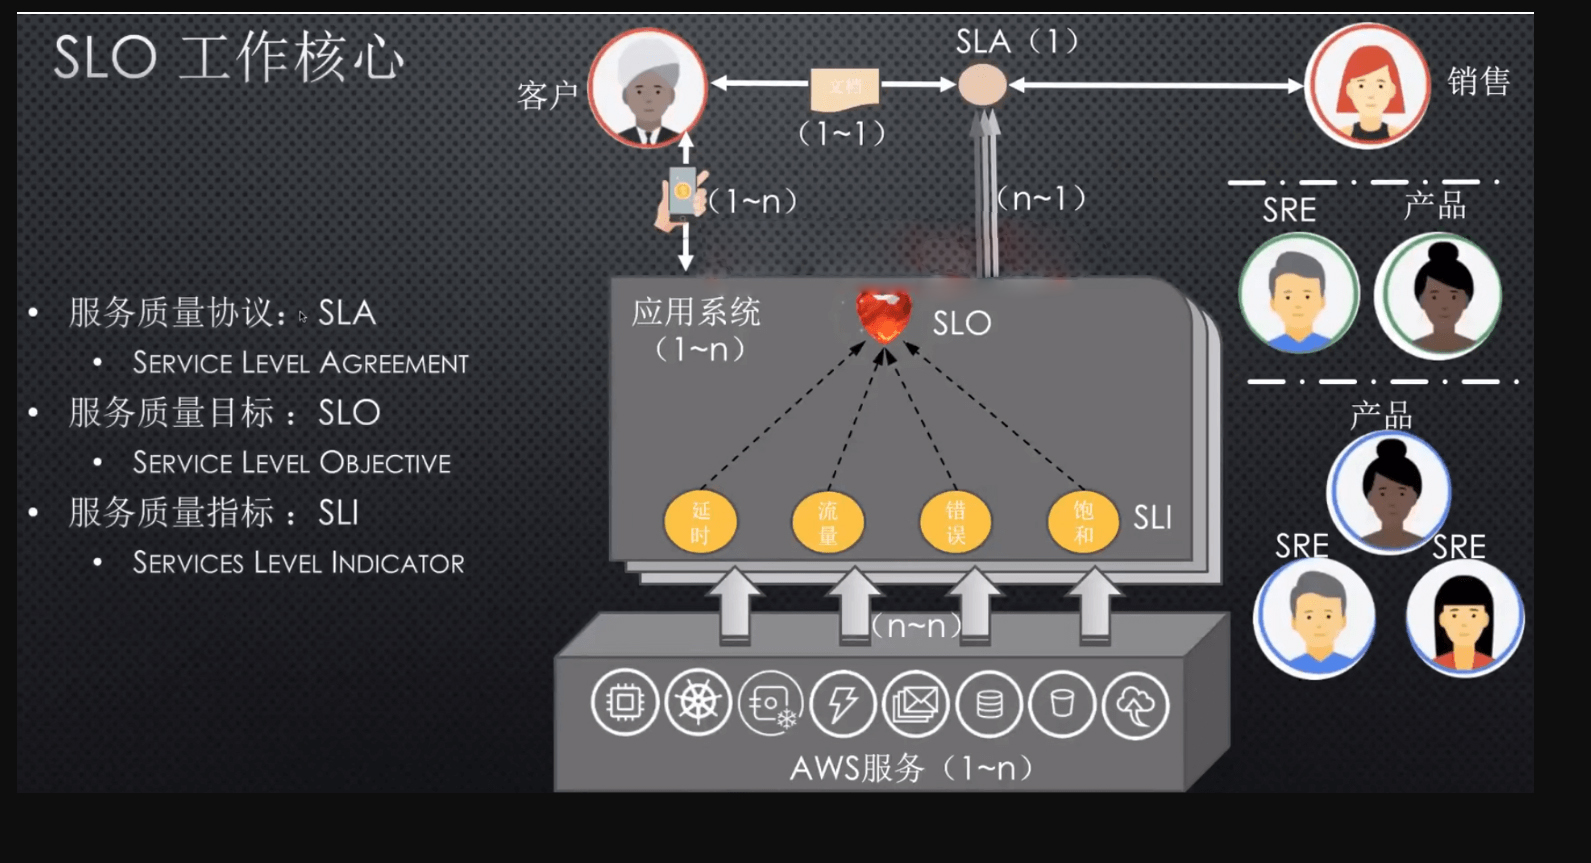 SLO 工作核心
• 服务质量协议： SLA
• SERVICE LEVEL AGREEMENT
• 服务质量目标 ： SLO
• SERVICE LEVEL OBJECTIVE
• 服务质量指标 ： SLI
• SERVICES LEVEL INDICATOR
SLA（1）
客户
文档
销售
（1~1）
（1~n）
（n~1）
SRE
产品
应用系统
（1~n）
SLO
产品
延时
流量
错误
饱和
SLI
SRE
SRE
（n~n）
AWS服务（1~n）